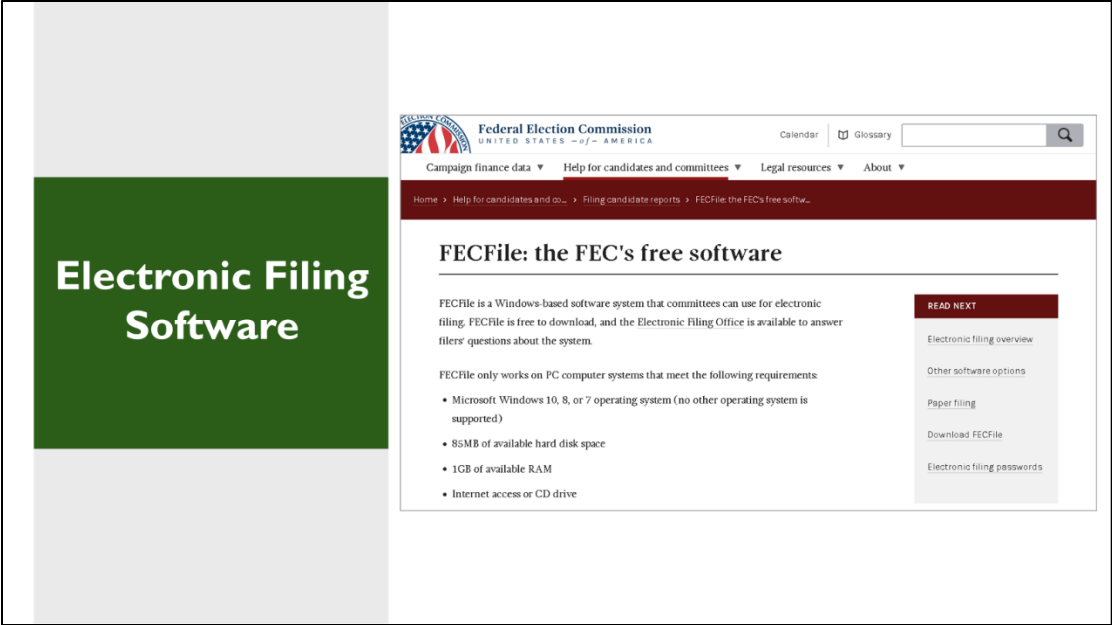 Electronic Filing
Software
ELECTION COMMISSION
Federal Election Commission
UNITED STATES -of- AMERICA
Calendar
Glossary
Campaign finance data ▼
Help for candidates and committees ▼
Legal resources ▼
About ▼
Home › Help for candidates and co... › Filing candidate reports › FECFile: the FEC's free softw...
FECFile: the FEC's free software
FECFile is a Windows-based software system that committees can use for electronic
filing. FECFile is free to download, and the Electronic Filing Office is available to answer
filers' questions about the system.
FECFile only works on PC computer systems that meet the following requirements:
• Microsoft Windows 10, 8, or 7 operating system (no other operating system is
supported)
• 85MB of available hard disk space
• 1GB of available RAM
• Internet access or CD drive
READ NEXT
Electronic filing overview
Other software options
Paper filing
Download FECFile
Electronic filing passwords